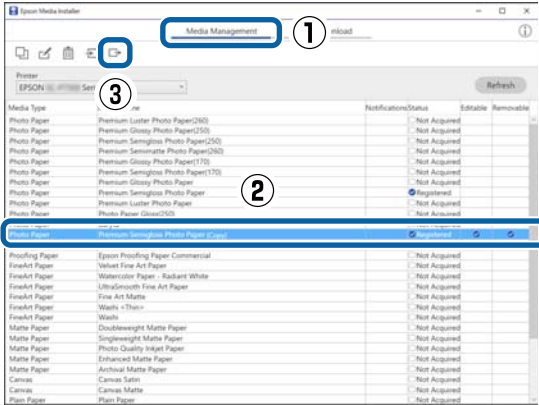 Epson Media Installer
Media Management
①
nload
③
Printer
EPSON
Seri
Refresh
Media Type
ne
Notifications Status Editable Removable
Photo Paper Premium Luster Photo Paper(260) Not Acquired
Photo Paper Premium Glossy Photo Paper(250) Not Acquired
Photo Paper Premium Semigloss Photo Paper(250) Not Acquired
Photo Paper Premium Semimatte Photo Paper(260) Not Acquired
Photo Paper Premium Glossy Photo Paper(170) Not Acquired
Photo Paper Premium Semigloss Photo Paper(170) Not Acquired
Photo Paper Premium Glossy Photo Paper Not Acquired
Photo Paper Premium Semigloss Photo Paper Registered
Photo Paper Premium Luster Photo Paper Not Acquired
②
Photo Paper Photo Paper Gloss(250) Not Acquired
Photo Paper Premium Semigloss Photo Paper (Copy) Registered
Proofing Paper Epson Proofing Paper Commercial Not Acquired
FineArt Paper Velvet Fine Art Paper Not Acquired
FineArt Paper Watercolor Paper - Radiant White Not Acquired
FineArt Paper UltraSmooth Fine Art Paper Not Acquired
FineArt Paper Fine Art Matte Not Acquired
FineArt Paper Washi <Thin> Not Acquired
FineArt Paper Washi Not Acquired
Matte Paper Doubleweight Matte Paper Not Acquired
Matte Paper Singleweight Matte Paper Not Acquired
Matte Paper Photo Quality Inkjet Paper Not Acquired
Matte Paper Enhanced Matte Paper Not Acquired
Matte Paper Archival Matte Paper Not Acquired
Canvas Canvas Satin Not Acquired
Canvas Canvas Matte Not Acquired
Plain Paper Plain Paper Not Acquired